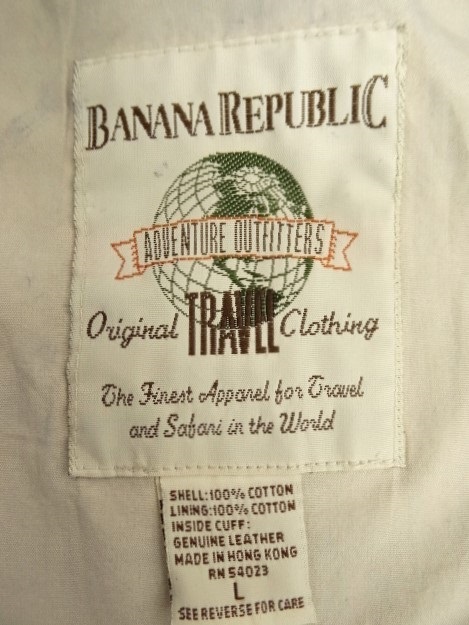 BANANA REPUBLIC
ADVENTURE OUTFITTERS
Original TRAVEL Clothing
The Finest Apparel for Travel
and Safari in the World
SHELL:100% COTTON
LINING:100% COTTON
INSIDE CUFF:
GENUINE LEATHER
MADE IN HONG KONG
RN 54023
L
SEE REVERSE FOR CARE